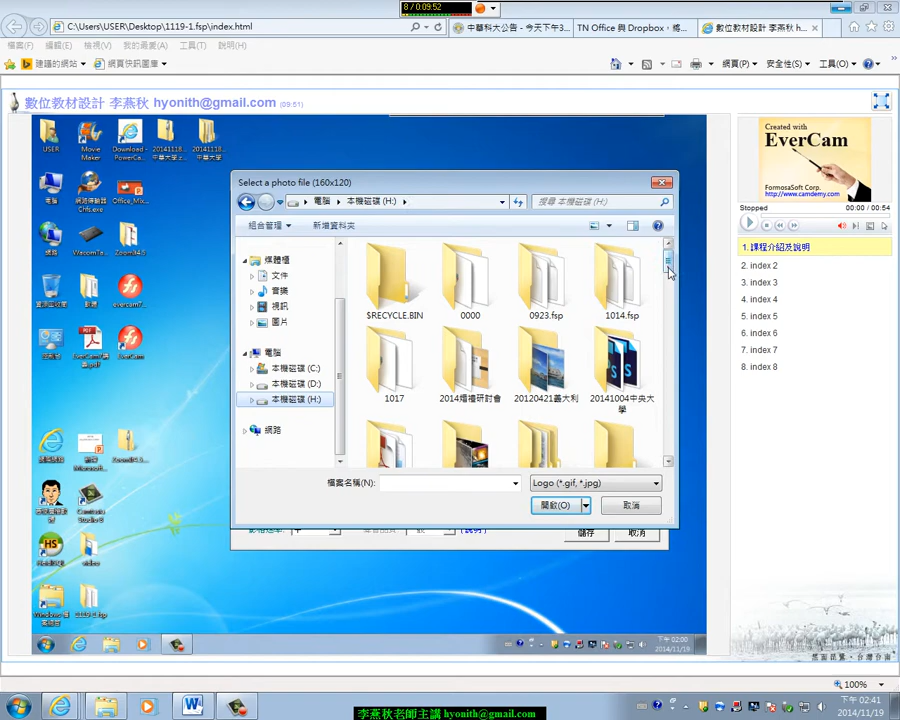 8 / 0:09:52
C:\Users\USER\Desktop\1119-1.fsp\index.html
中華科大公告 - 今天下午3...
TN Office 與 Dropbox，維...
數位教材設計 李燕秋 h...
檔案(F) 編輯(E) 檢視(V) 我的最愛(A) 工具(T) 說明(H)
建議的網站
網頁快訊圖庫
網頁(P) 安全性(S) 工具(O)
數位教材設計 李燕秋 hyonith@gmail.com (09:51)
USER
Movie Maker
Download - PowerCa...
電腦
網路
資源回收筒
Select a photo file (160x120)
電腦 本機磁碟 (H:)
搜尋 本機磁碟 (H:)
組合管理 新增資料夾
媒體櫃
文件
音樂
視訊
圖片
電腦
本機磁碟 (C:)
本機磁碟 (D:)
本機磁碟 (H:)
網路
$RECYCLE.BIN
0000
0923.fsp
1014.fsp
1017
2014婚禮研討會
20120421義大利
20141004中央大學
檔案名稱(N):
Logo (*.gif, *.jpg)
開啟(O)
取消
儲存
取消
video
1119-1.fsp
下午 02:00
2014/11/19
Created with
EverCam
FormosaSoft Corp.
http://www.camdemy.com
Stopped
00:00 / 00:54
1. 課程介紹及說明
2. index 2
3. index 3
4. index 4
5. index 5
6. index 6
7. index 7
8. index 8
100%
李燕秋老師主講 hyonith@gmail.com
下午 02:41
2014/11/19